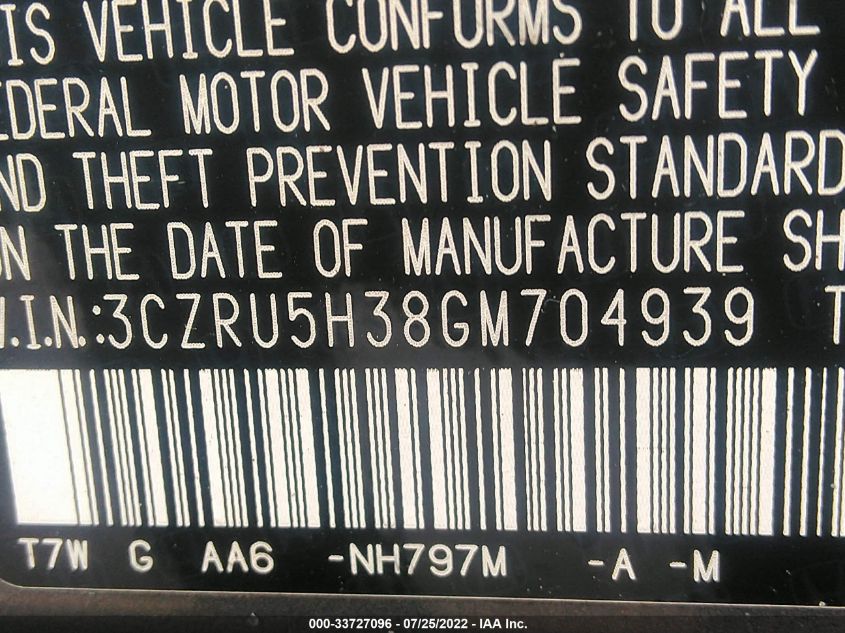 IS VEHICLE CONFORMS TO ALL
EDERAL MOTOR VEHICLE SAFETY
ND THEFT PREVENTION STANDARD
N THE DATE OF MANUFACTURE SH
V.I.N.:3CZRU5H38GM704939 T
T7W G AA6 -NH797M -A -M
000-33727096 - 07/25/2022 - IAA Inc.